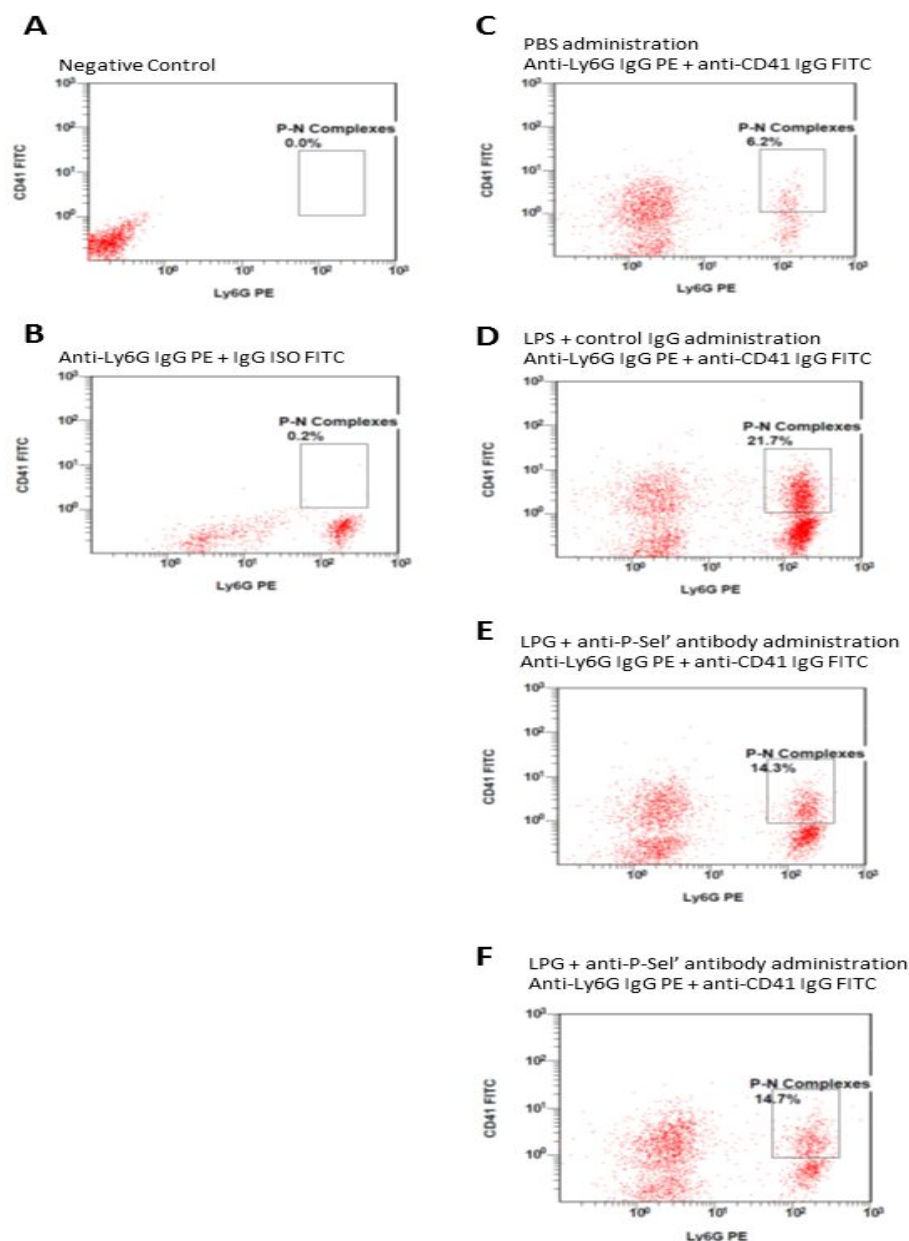 A
Negative Control
10³
10²
10¹
10⁰
CD41 FITC
P-N Complexes
0.0%
10⁰
10¹
10²
10³
Ly6G PE
B
Anti-Ly6G IgG PE + IgG ISO FITC
10³
10²
10¹
10⁰
CD41 FITC
P-N Complexes
0.2%
10⁰
10¹
10²
10³
Ly6G PE
C
PBS administration
Anti-Ly6G IgG PE + anti-CD41 IgG FITC
10³
10²
10¹
10⁰
CD41 FITC
P-N Complexes
6.2%
10⁰
10¹
10²
10³
Ly6G PE
D
LPS + control IgG administration
Anti-Ly6G IgG PE + anti-CD41 IgG FITC
10³
10²
10¹
10⁰
CD41 FITC
P-N Complexes
21.7%
10⁰
10¹
10²
10³
Ly6G PE
E
LPG + anti-P-Sel’ antibody administration
Anti-Ly6G IgG PE + anti-CD41 IgG FITC
10³
10²
10¹
10⁰
CD41 FITC
P-N Complexes
14.3%
10⁰
10¹
10²
10³
Ly6G PE
F
LPG + anti-P-Sel’ antibody administration
Anti-Ly6G IgG PE + anti-CD41 IgG FITC
10³
10²
10¹
10⁰
CD41 FITC
P-N Complexes
14.7%
10⁰
10¹
10²
10³
Ly6G PE